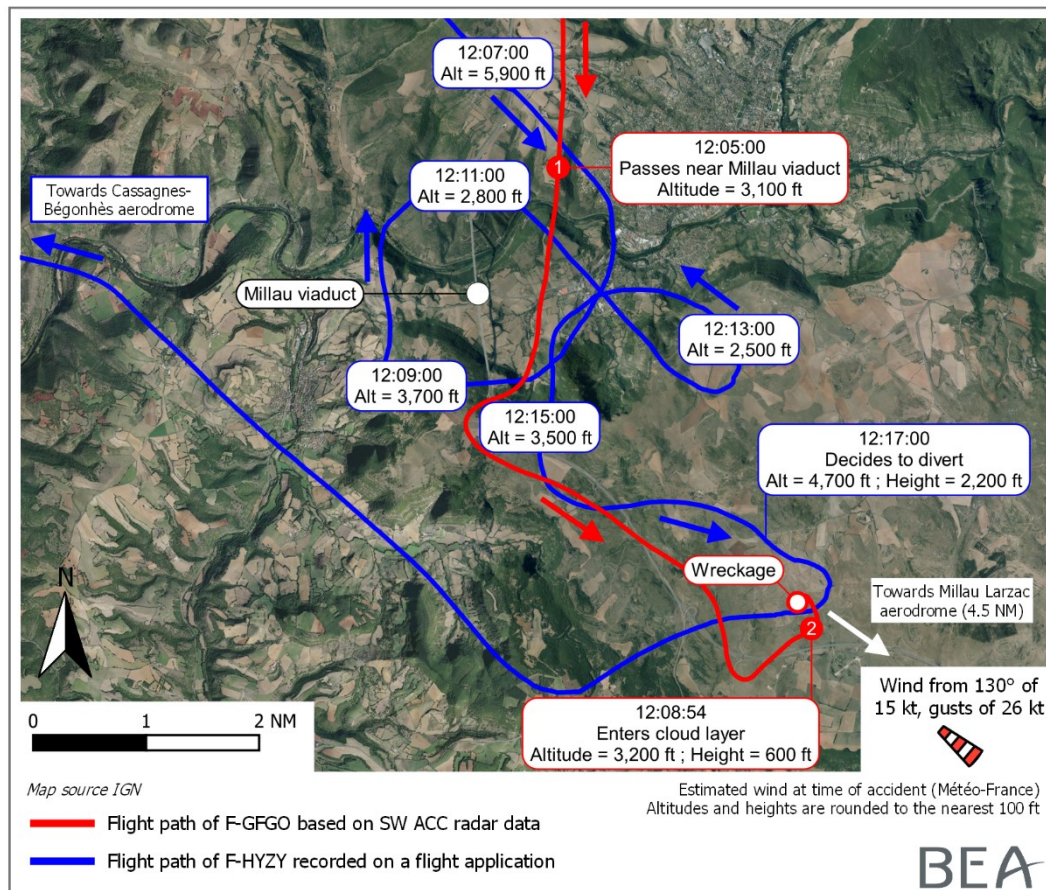 12:07:00
Alt = 5,900 ft
12:05:00
Passes near Millau viaduct
Altitude = 3,100 ft
1
12:11:00
Alt = 2,800 ft
Towards Cassagnes-
Bégonhès aerodrome
Millau viaduct
12:13:00
Alt = 2,500 ft
12:09:00
Alt = 3,700 ft
12:15:00
Alt = 3,500 ft
12:17:00
Decides to divert
Alt = 4,700 ft ; Height = 2,200 ft
Wreckage
Towards Millau Larzac
aerodrome (4.5 NM)
2
N
Wind from 130° of
15 kt, gusts of 26 kt
12:08:54
Enters cloud layer
Altitude = 3,200 ft ; Height = 600 ft
0 1 2 NM
Map source IGN
Estimated wind at time of accident (Météo-France)
Altitudes and heights are rounded to the nearest 100 ft
Flight path of F-GFGO based on SW ACC radar data
Flight path of F-HYZY recorded on a flight application
BEA